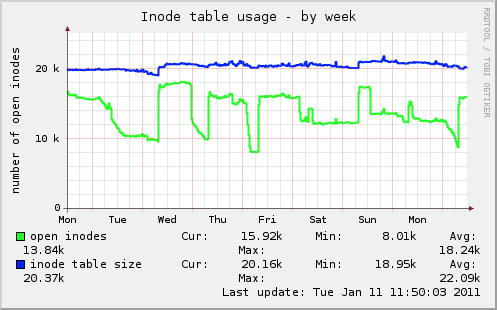 Inode table usage - by week
RRDTOOL / TOBI OETIKER
number of open inodes
20 k
10 k
0
Mon Tue Wed Thu Fri Sat Sun Mon
open inodes Cur: 15.92k Min: 8.01k Avg:
13.84k Max: 18.24k
inode table size Cur: 20.16k Min: 18.95k Avg:
20.37k Max: 22.09k
Last update: Tue Jan 11 11:50:03 2011